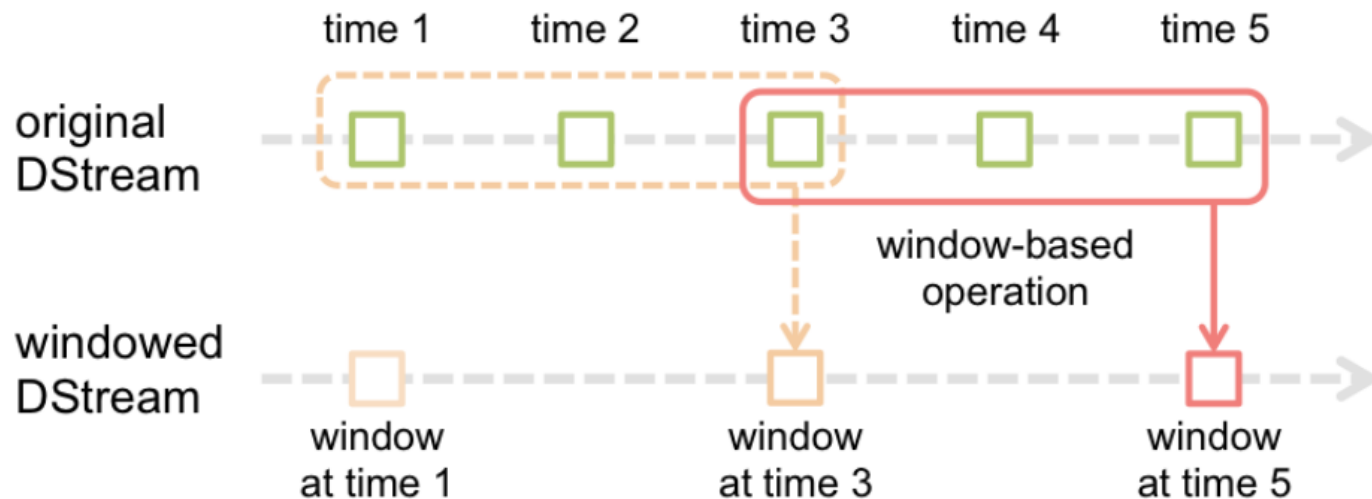 time 1 time 2 time 3 time 4 time 5
original
DStream
window-based
operation
windowed
DStream
window
at time 1
window
at time 3
window
at time 5